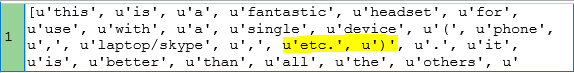 1
[u'this', u'is', u'a', u'fantastic', u'headset', u'for',
u'use', u'with', u'a', u'single', u'device', u'(', u'phone',
u',', u'laptop/skype', u',', u'etc.', u')', u'.', u'it',
u'is', u'better', u'than', u'all', u'the', u'others', u'